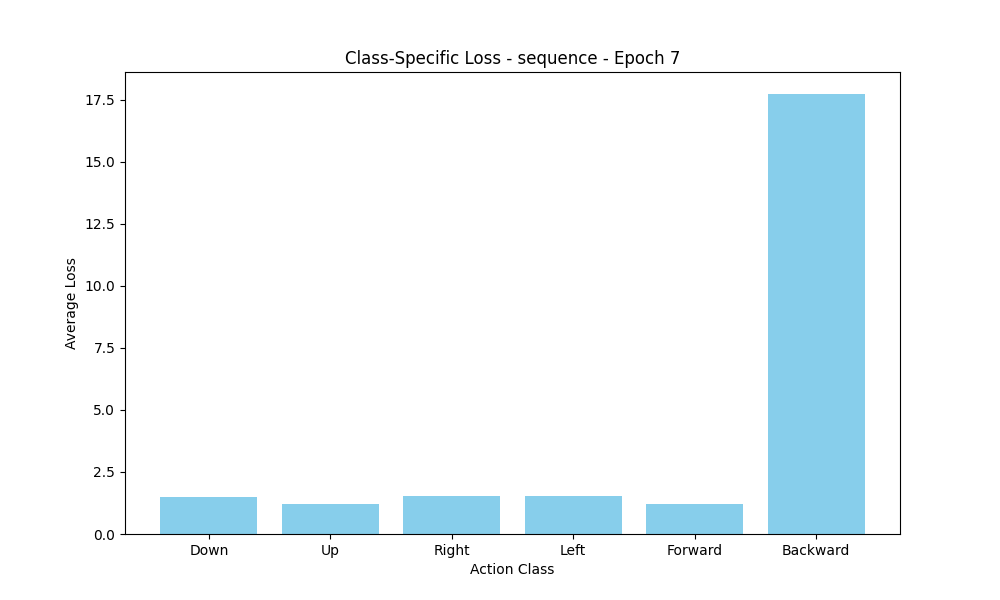 Class-Specific Loss - sequence - Epoch 7
17.5
15.0
12.5
10.0
7.5
5.0
2.5
0.0
Average Loss
Down Up Right Left Forward Backward
Action Class